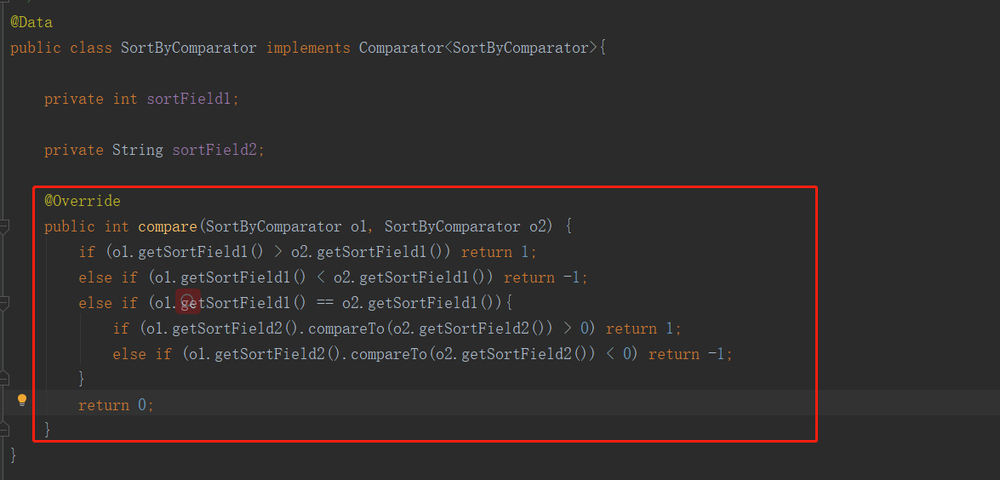 @Data
public class SortByComparator implements Comparator<SortByComparator>{
private int sortField1;
private String sortField2;
@Override
public int compare(SortByComparator o1, SortByComparator o2) {
if (o1.getSortField1() > o2.getSortField1()) return 1;
else if (o1.getSortField1() < o2.getSortField1()) return -1;
else if (o1.getSortField1() == o2.getSortField1()){
if (o1.getSortField2().compareTo(o2.getSortField2()) > 0) return 1;
else if (o1.getSortField2().compareTo(o2.getSortField2()) < 0) return -1;
}
return 0;
}
}